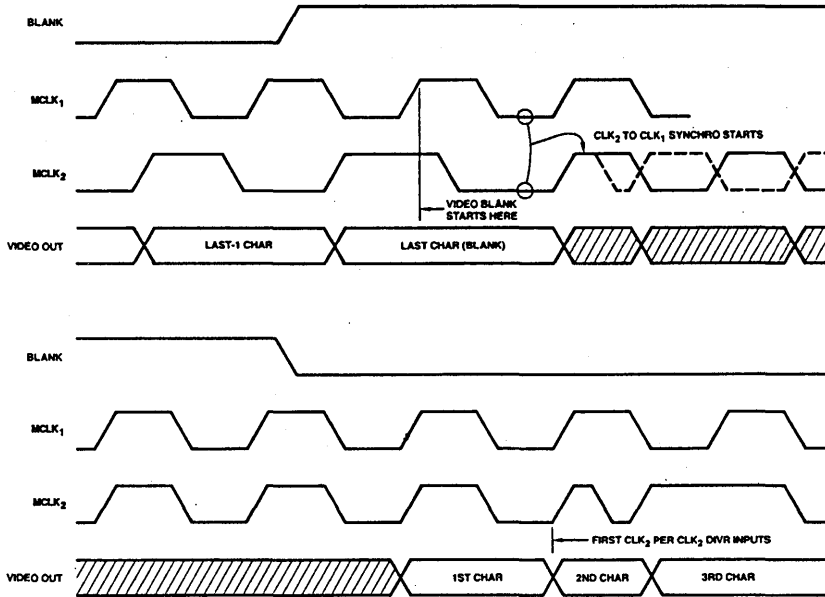 BLANK
MCLK₁
CLK₂ TO CLK₁ SYNCHRO STARTS
MCLK₂
VIDEO BLANK
STARTS HERE
VIDEO OUT
LAST-1 CHAR
LAST CHAR (BLANK)
BLANK
MCLK₁
MCLK₂
FIRST CLK₂ PER CLK₂ DIVR INPUTS
VIDEO OUT
1ST CHAR
2ND CHAR
3RD CHAR